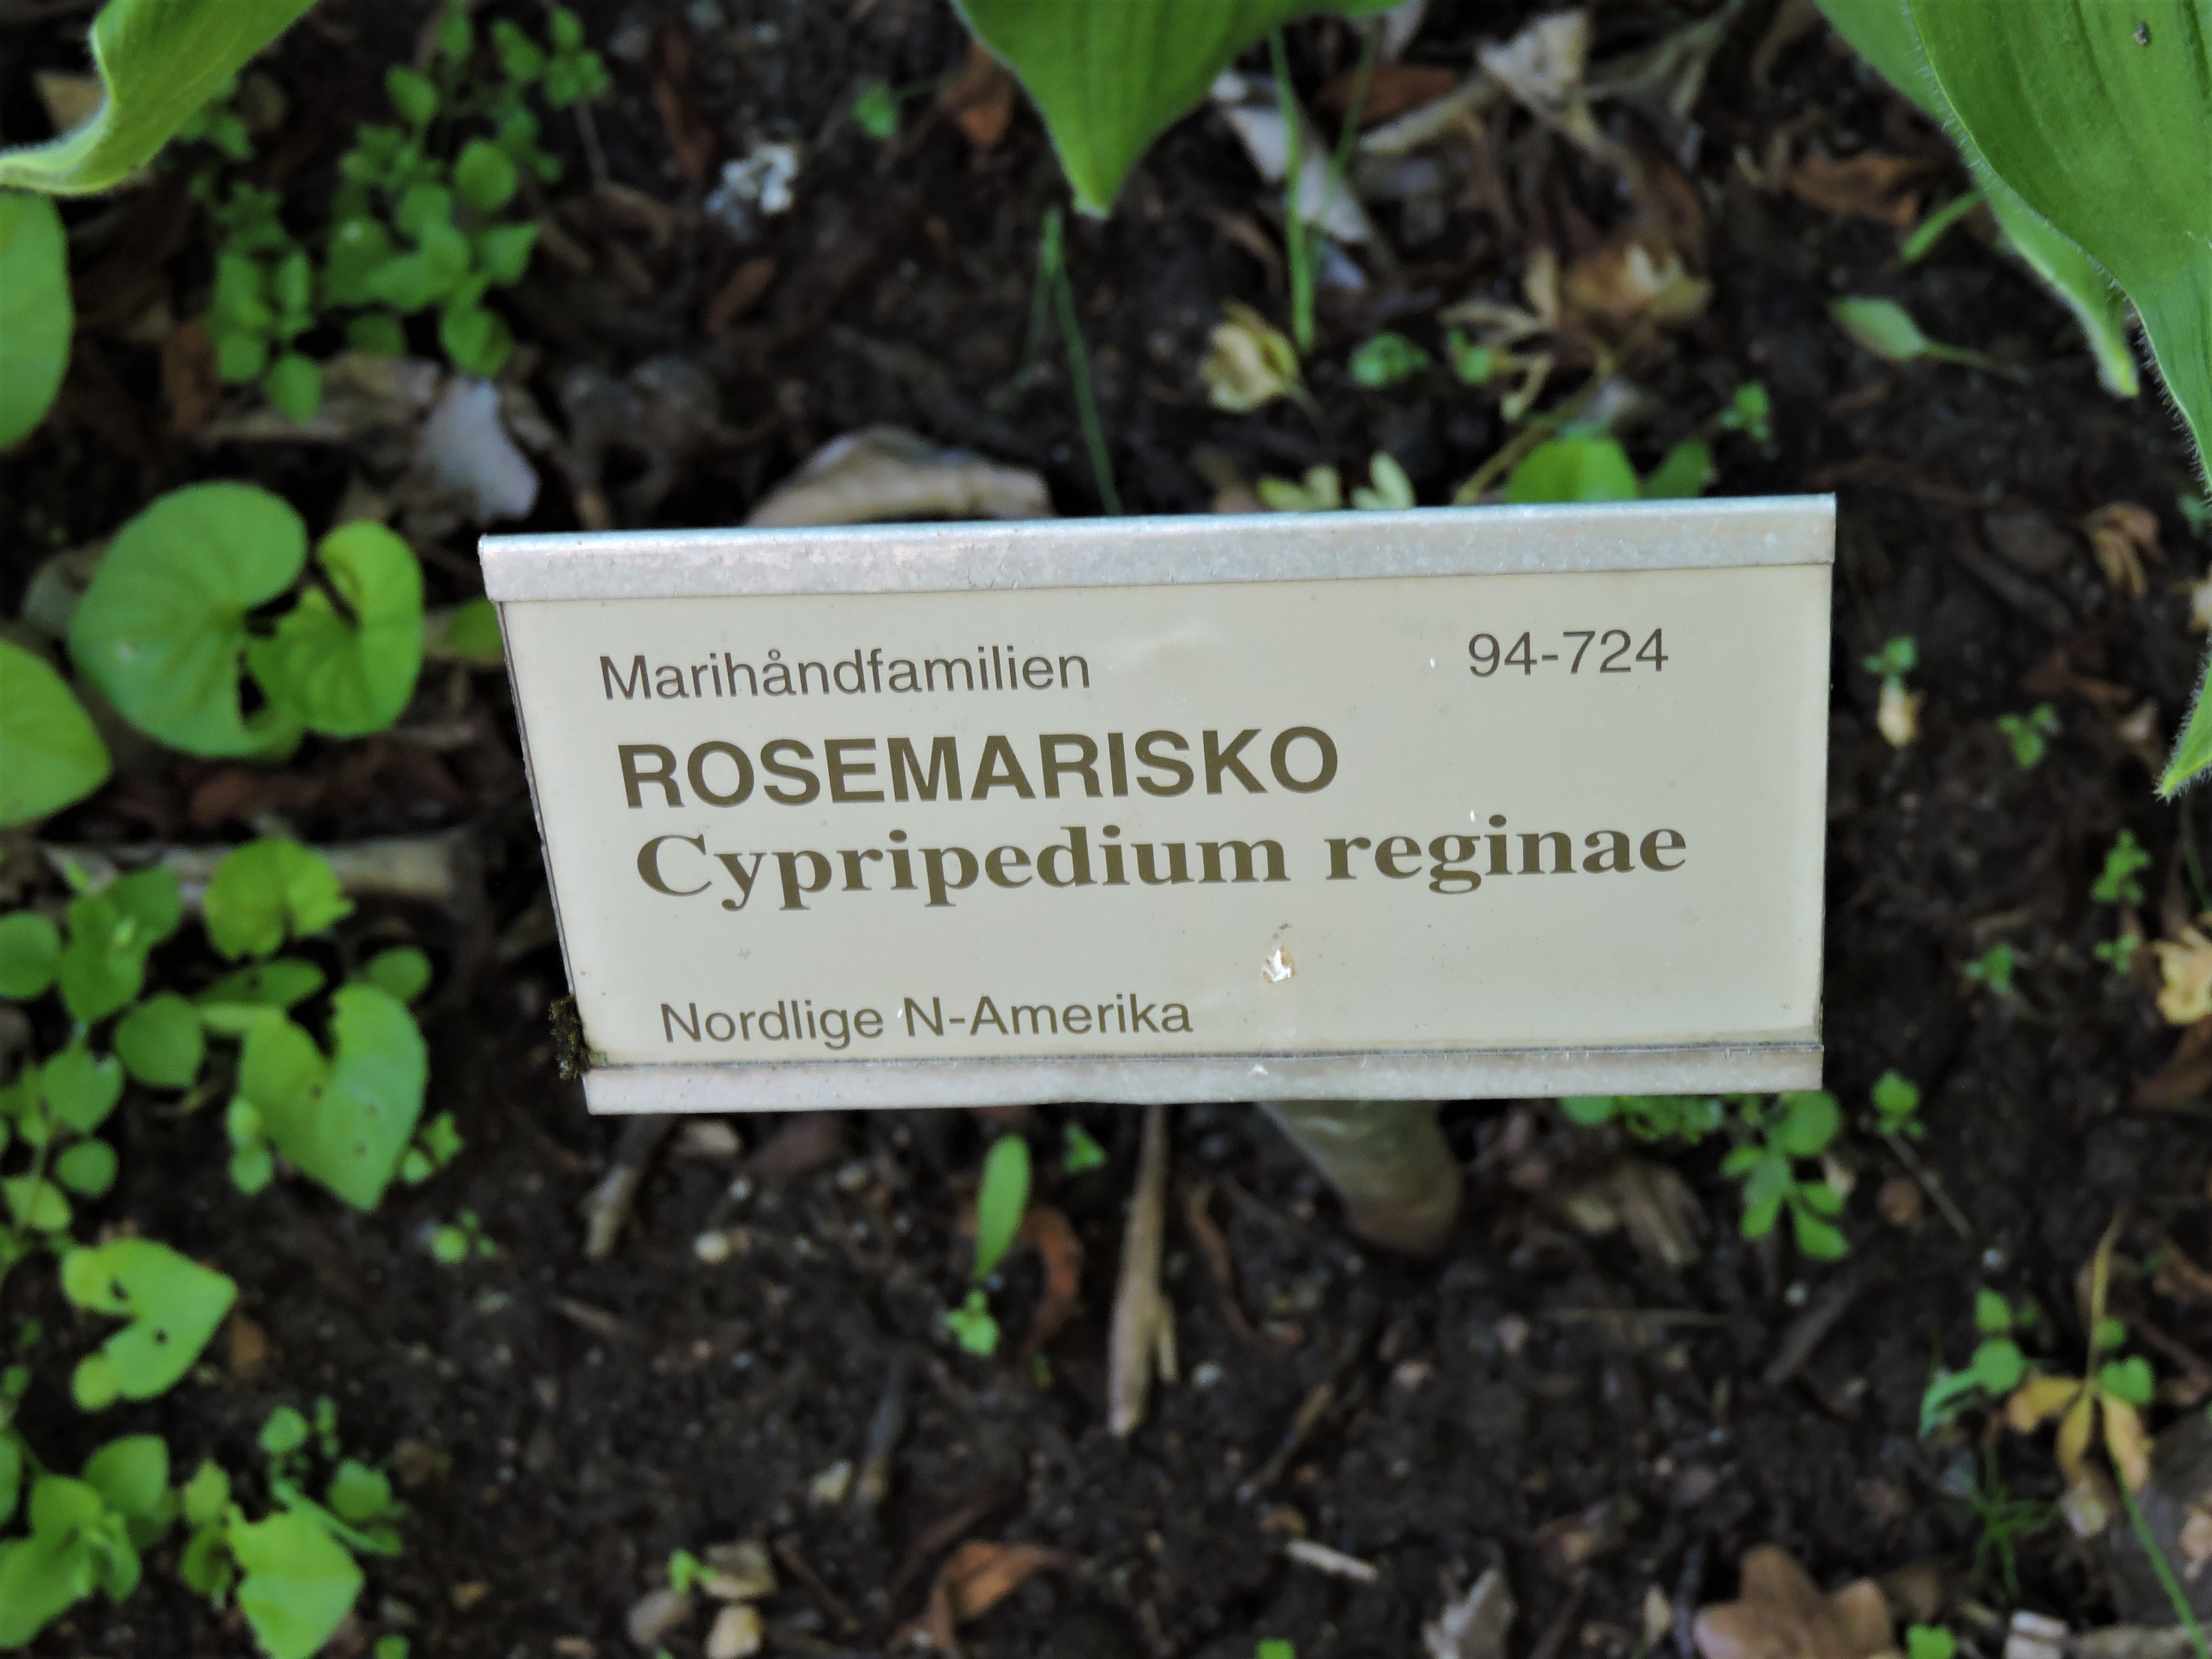 Marihåndfamilien 94-724
ROSEMARISKO
Cypripedium reginae
Nordlige N-Amerika